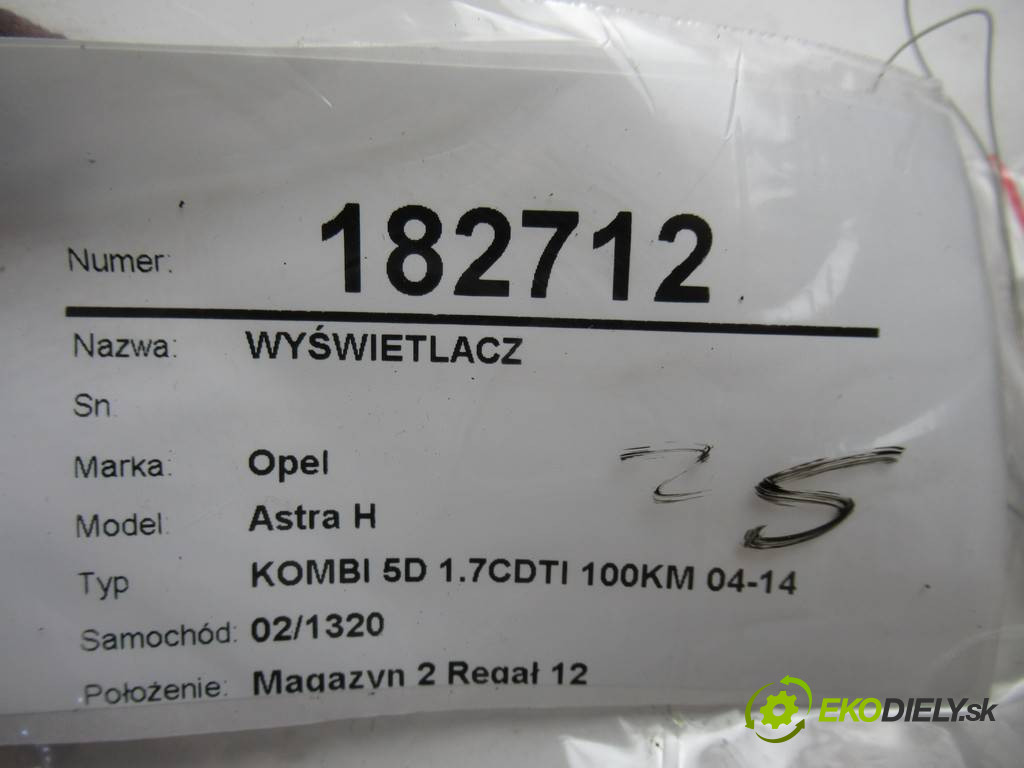 Numer: 182712
Nazwa: WYŚWIETLACZ
Sn
Marka: Opel
Model: Astra H
Typ KOMBI 5D 1.7CDTI 100KM 04-14
Samochód: 02/1320
Położenie: Magazyn 2 Regał 12
25
EKODIELY.sk